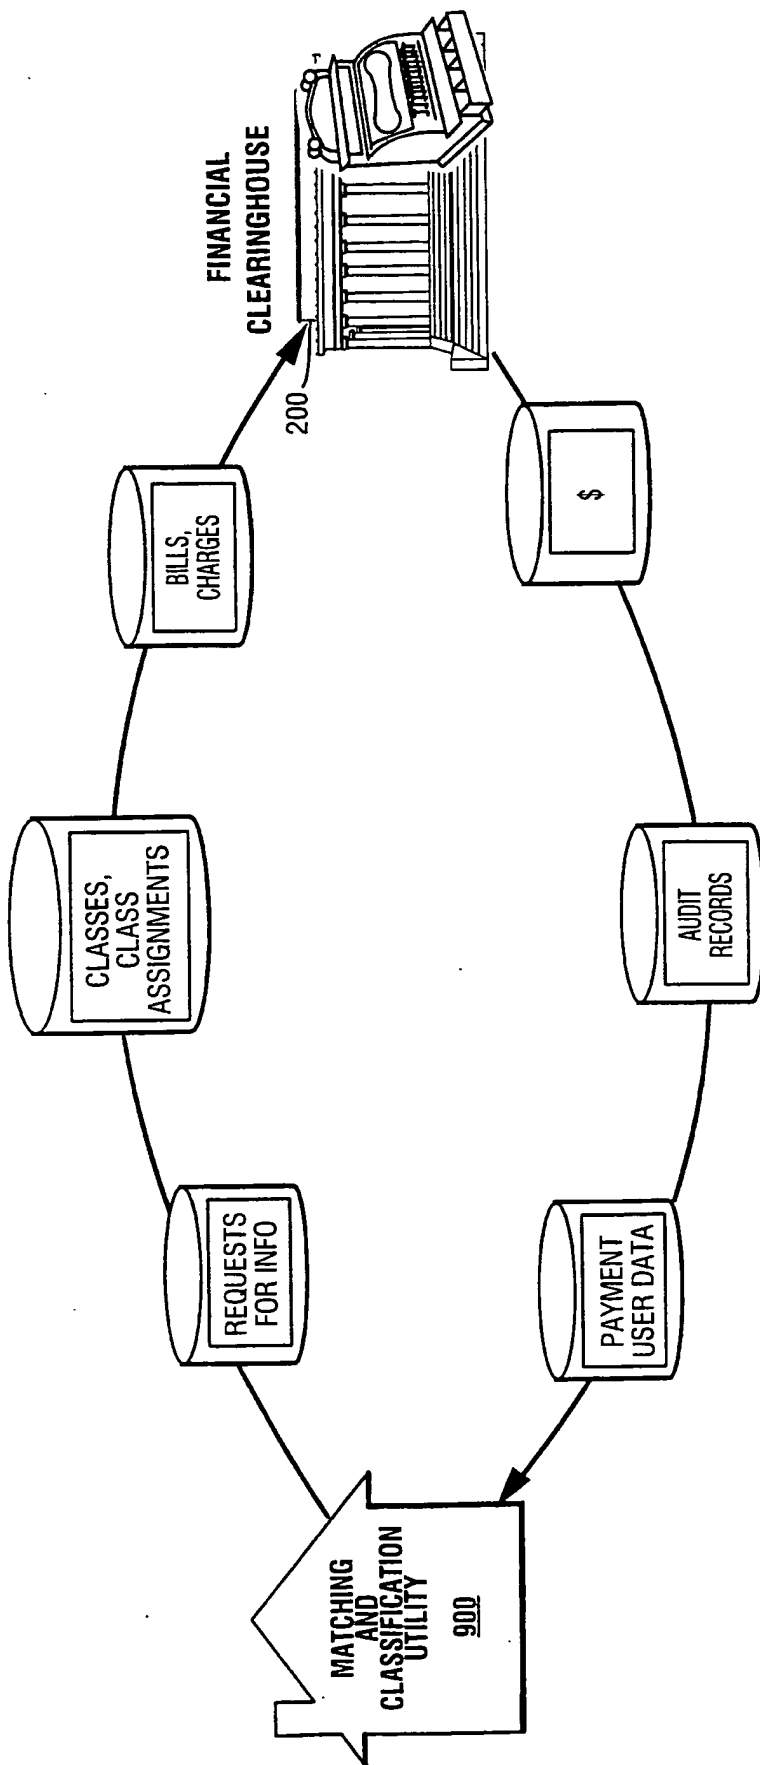 FINANCIAL
CLEARINGHOUSE
200
BILLS,
CHARGES
CLASSES,
CLASS
ASSIGNMENTS
REQUESTS
FOR INFO
MATCHING
AND
CLASSIFICATION
UTILITY
900
PAYMENT
USER DATA
AUDIT
RECORDS
$